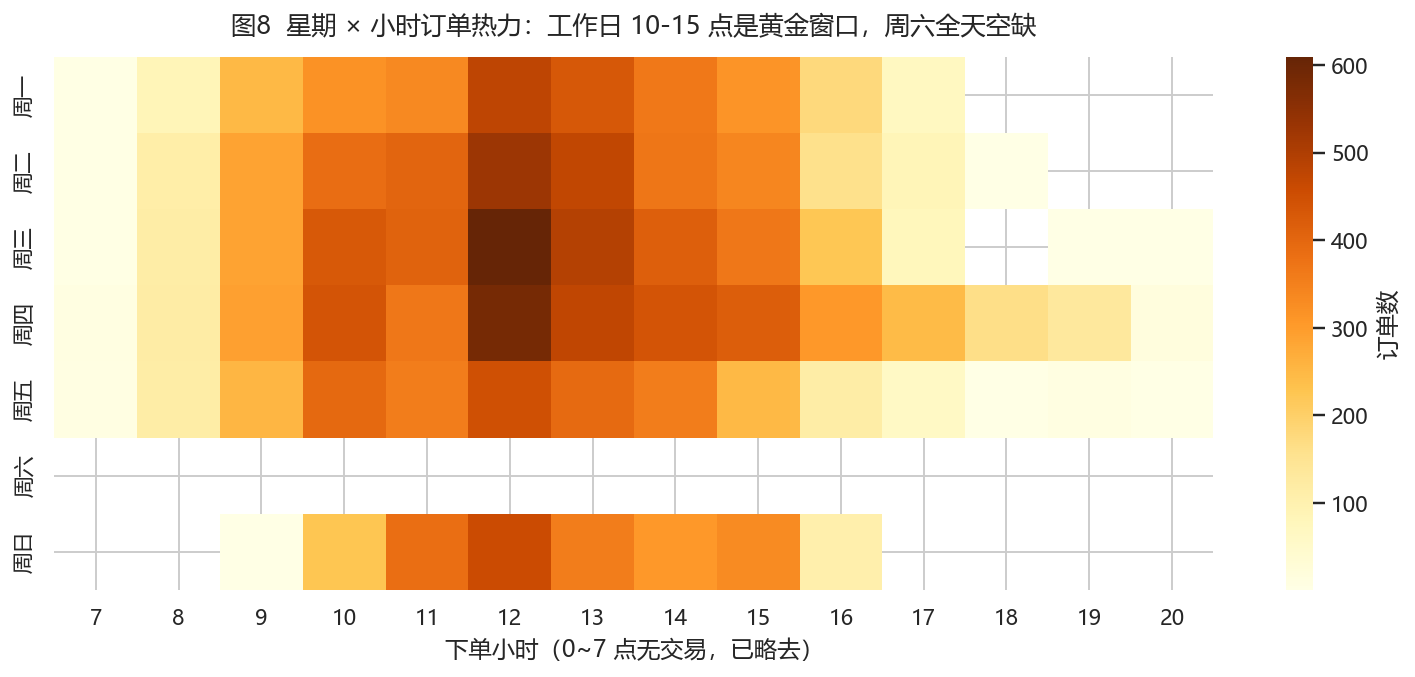 图8 星期 × 小时订单热力：工作日 10-15 点是黄金窗口，周六全天空缺
周一
周二
周三
周四
周五
周六
周日
7 8 9 10 11 12 13 14 15 16 17 18 19 20
下单小时（0~7 点无交易，已略去）
600
500
400
300
200
100
订单数